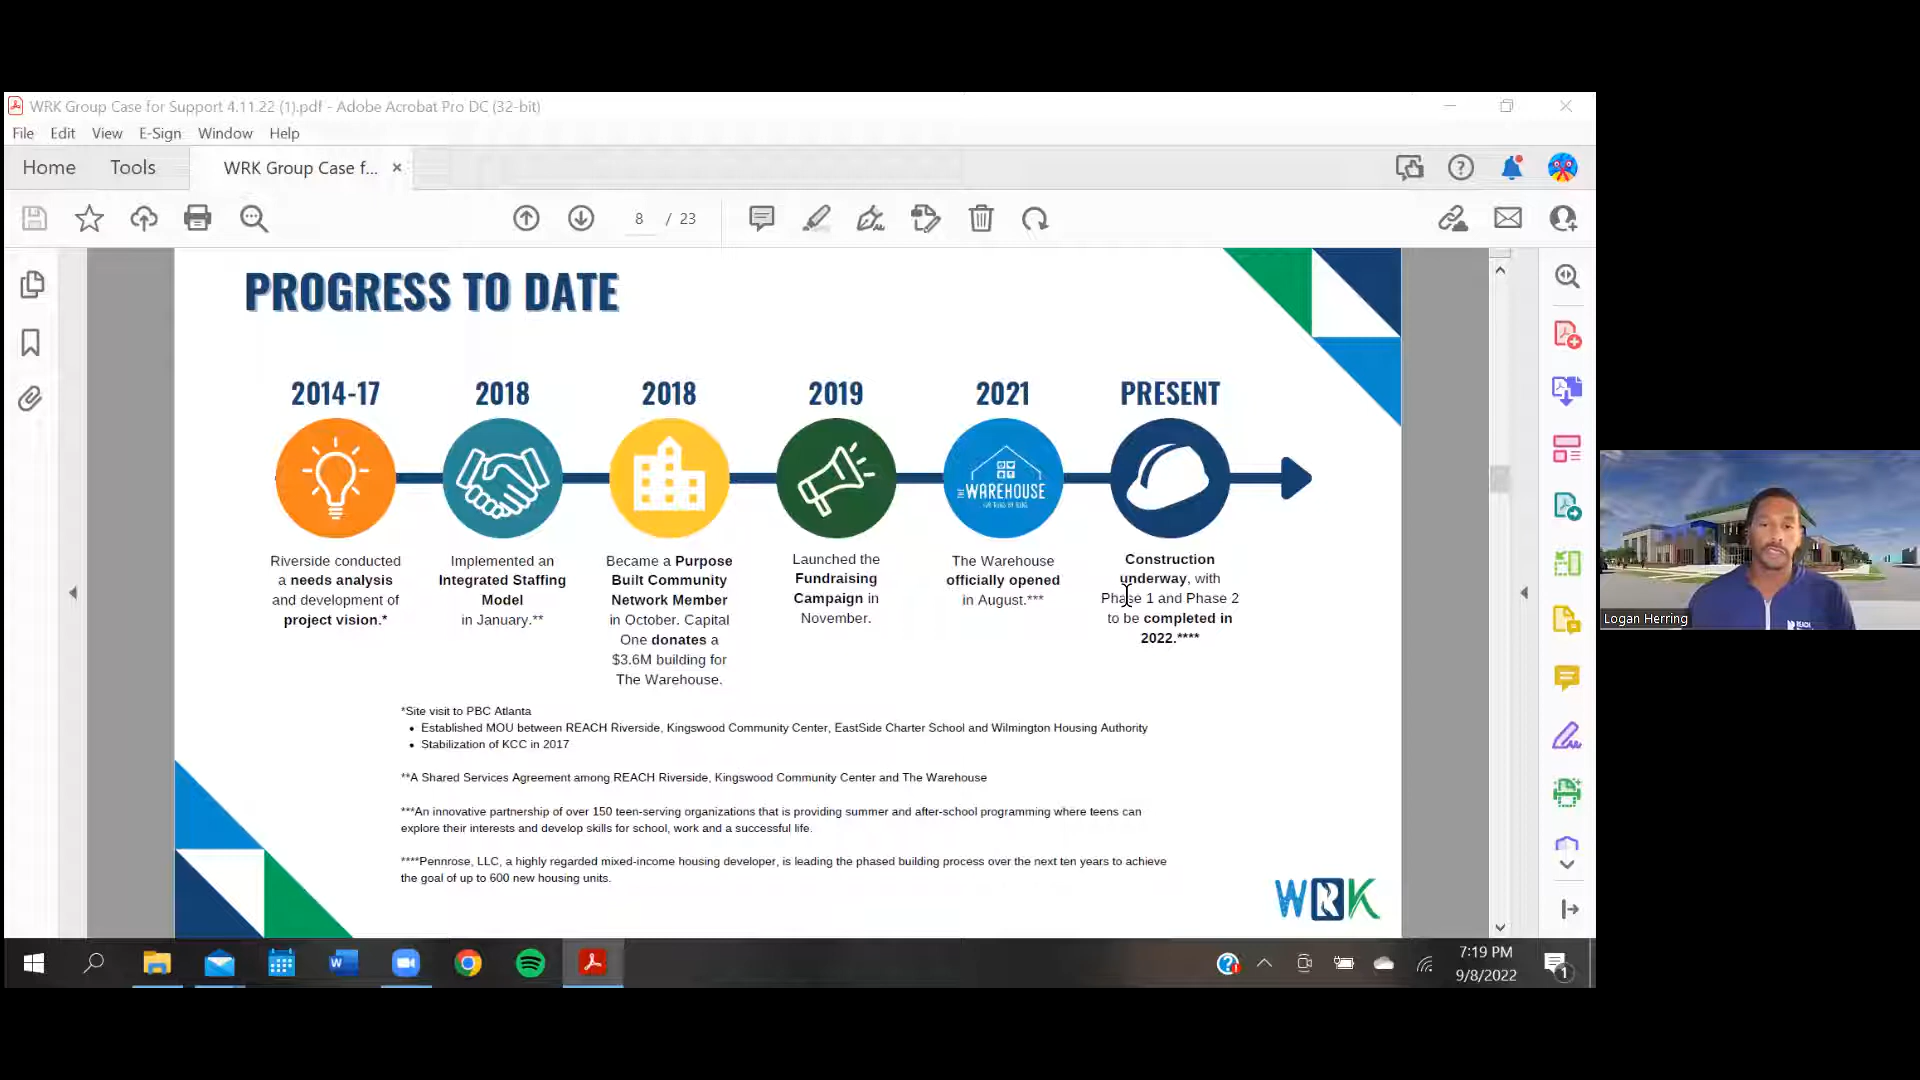 WRK Group Case for Support 4.11.22 (1).pdf - Adobe Acrobat Pro DC (32-bit)
File Edit View E-Sign Window Help
Home Tools WRK Group Case f... ×
8 / 23
PROGRESS TO DATE
2014-17
Riverside conducted
a needs analysis
and development of
project vision.*
2018
Implemented an
Integrated Staffing
Model
in January.**
2018
Became a Purpose
Built Community
Network Member
in October. Capital
One donates a
$3.6M building for
The Warehouse.
2019
Launched the
Fundraising
Campaign in
November.
2021
THE WAREHOUSE
The Warehouse
officially opened
in August.***
PRESENT
Construction
underway, with
Phase 1 and Phase 2
to be completed in
2022.****
*Site visit to PBC Atlanta
• Established MOU between REACH Riverside, Kingswood Community Center, EastSide Charter School and Wilmington Housing Authority
• Stabilization of KCC in 2017
**A Shared Services Agreement among REACH Riverside, Kingswood Community Center and The Warehouse
***An innovative partnership of over 150 teen-serving organizations that is providing summer and after-school programming where teens can
explore their interests and develop skills for school, work and a successful life.
****Pennrose, LLC, a highly regarded mixed-income housing developer, is leading the phased building process over the next ten years to achieve
the goal of up to 600 new housing units.
WRK
REACH
Logan Herring
7:19 PM
9/8/2022
1